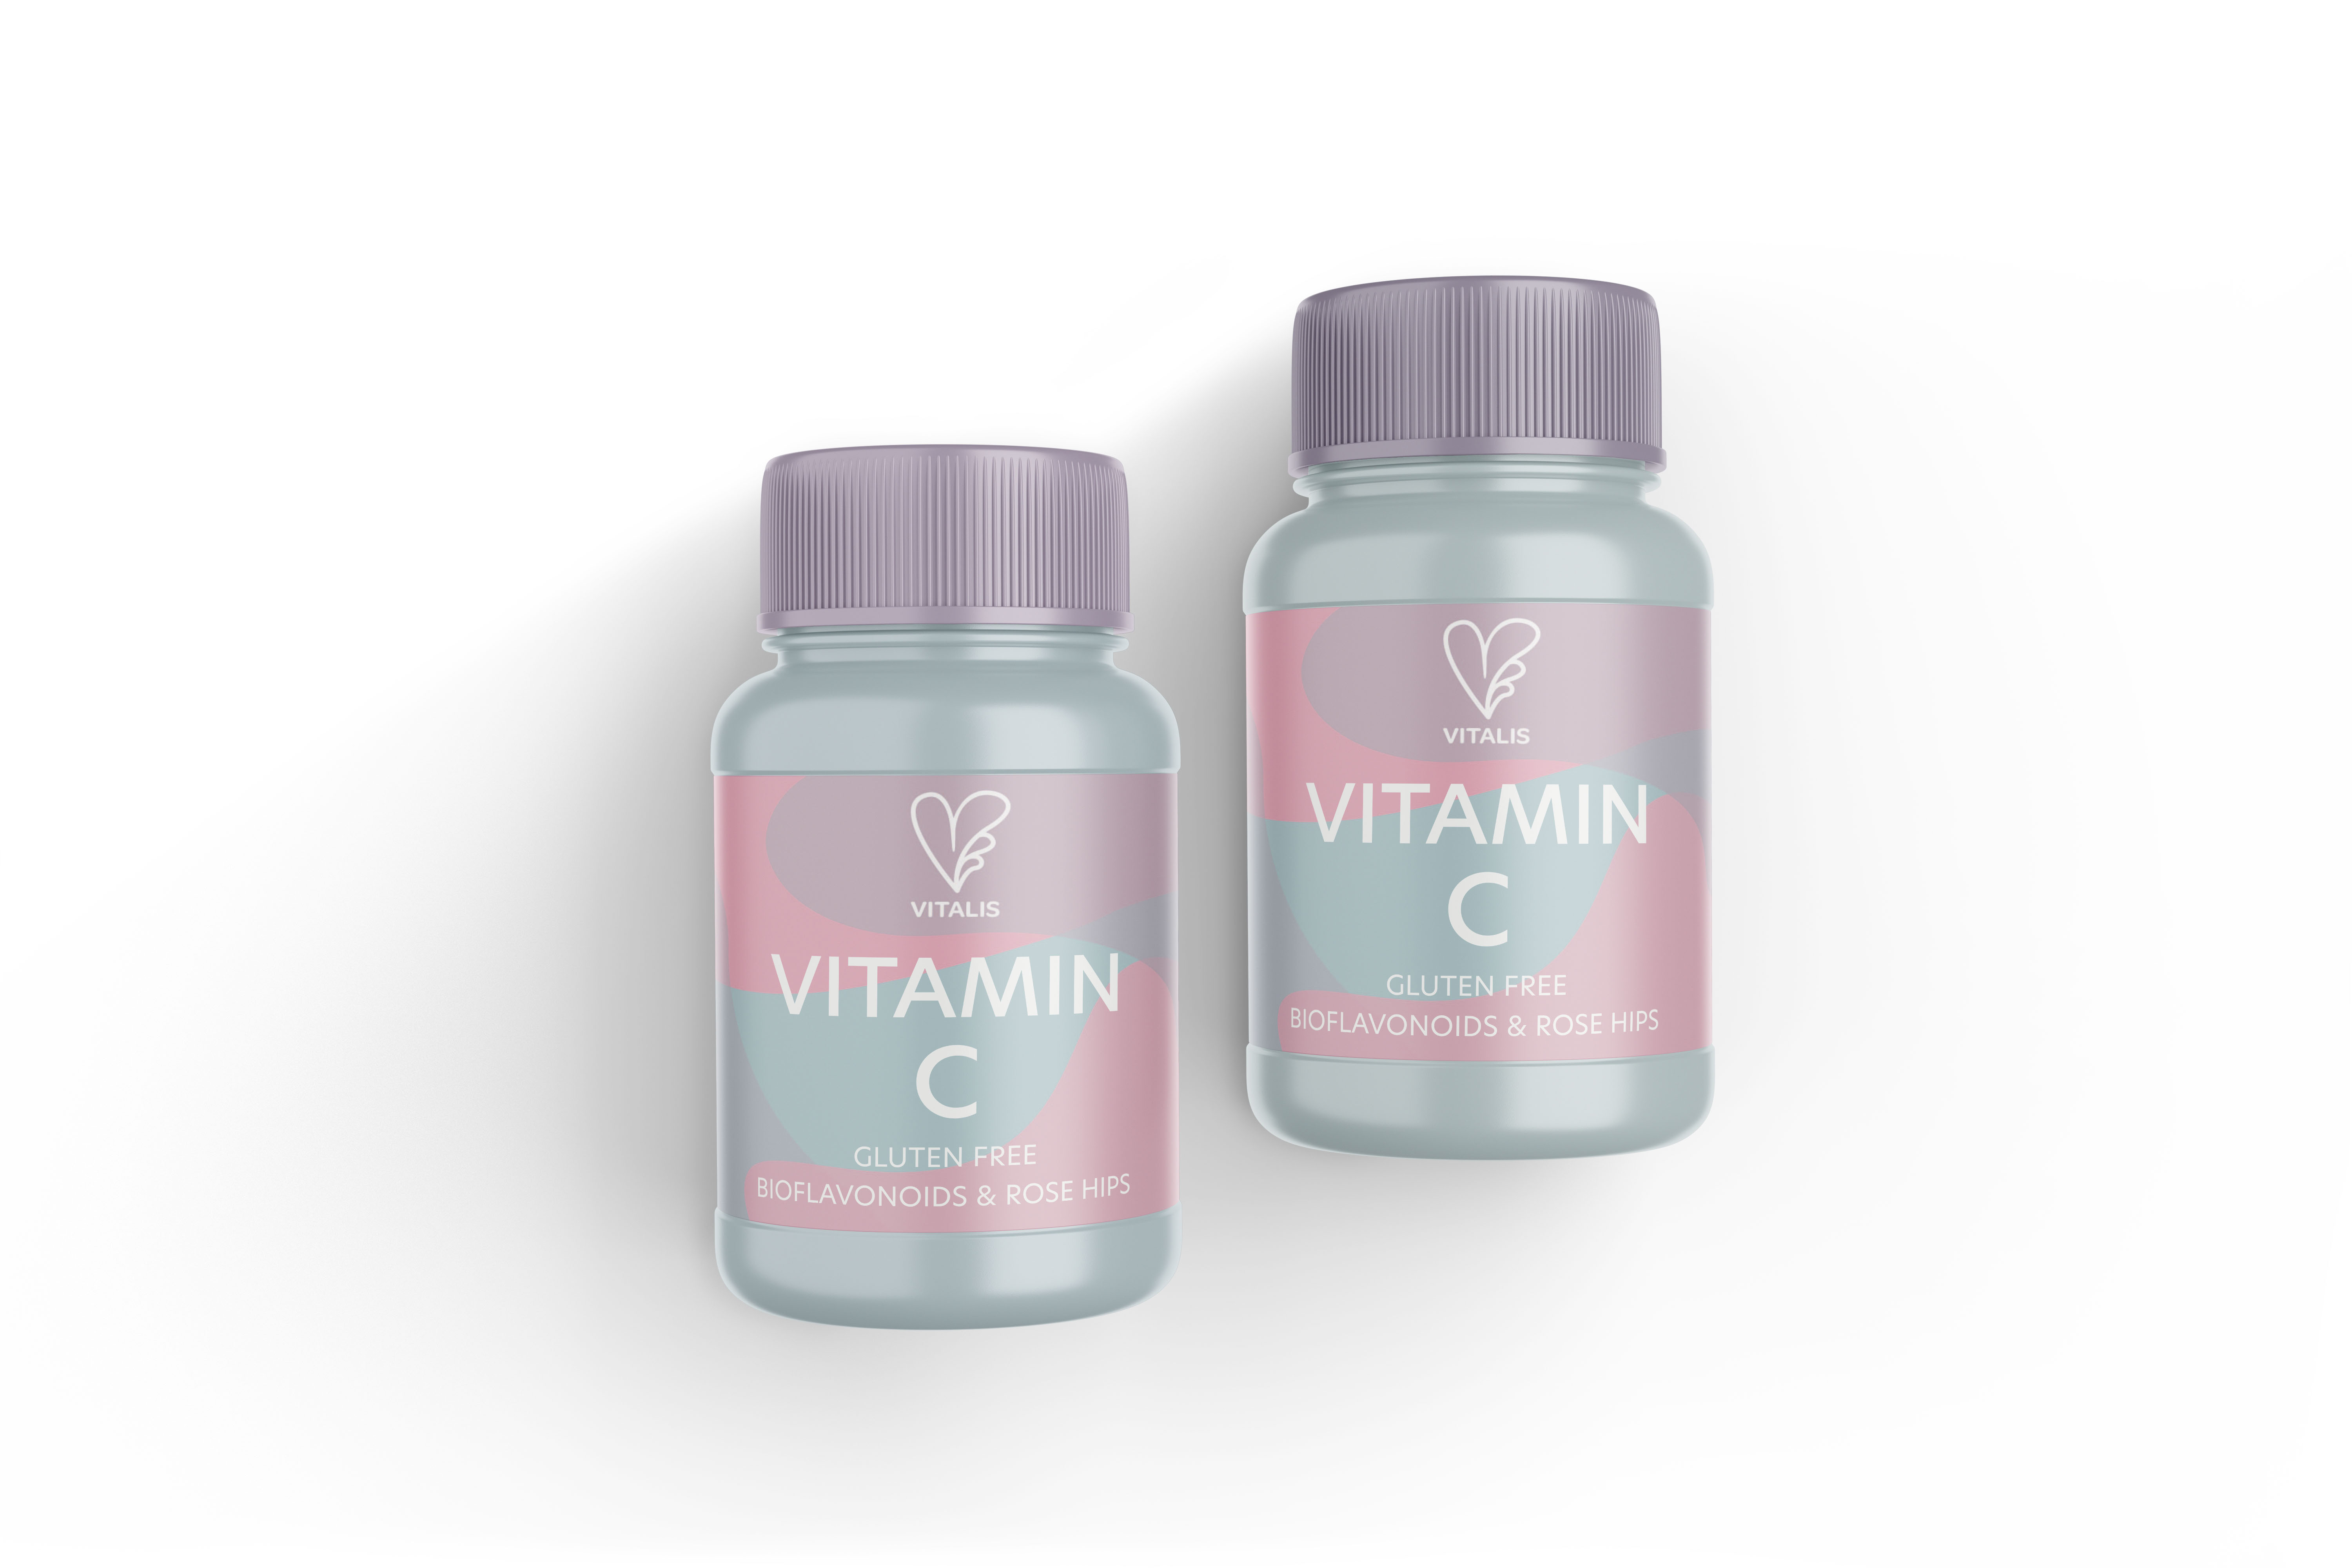 VITALIS
VITAMIN
C
GLUTEN FREE
BIOFLAVONOIDS & ROSE HIPS
VITALIS
VITAMIN
C
GLUTEN FREE
BIOFLAVONOIDS & ROSE HIPS